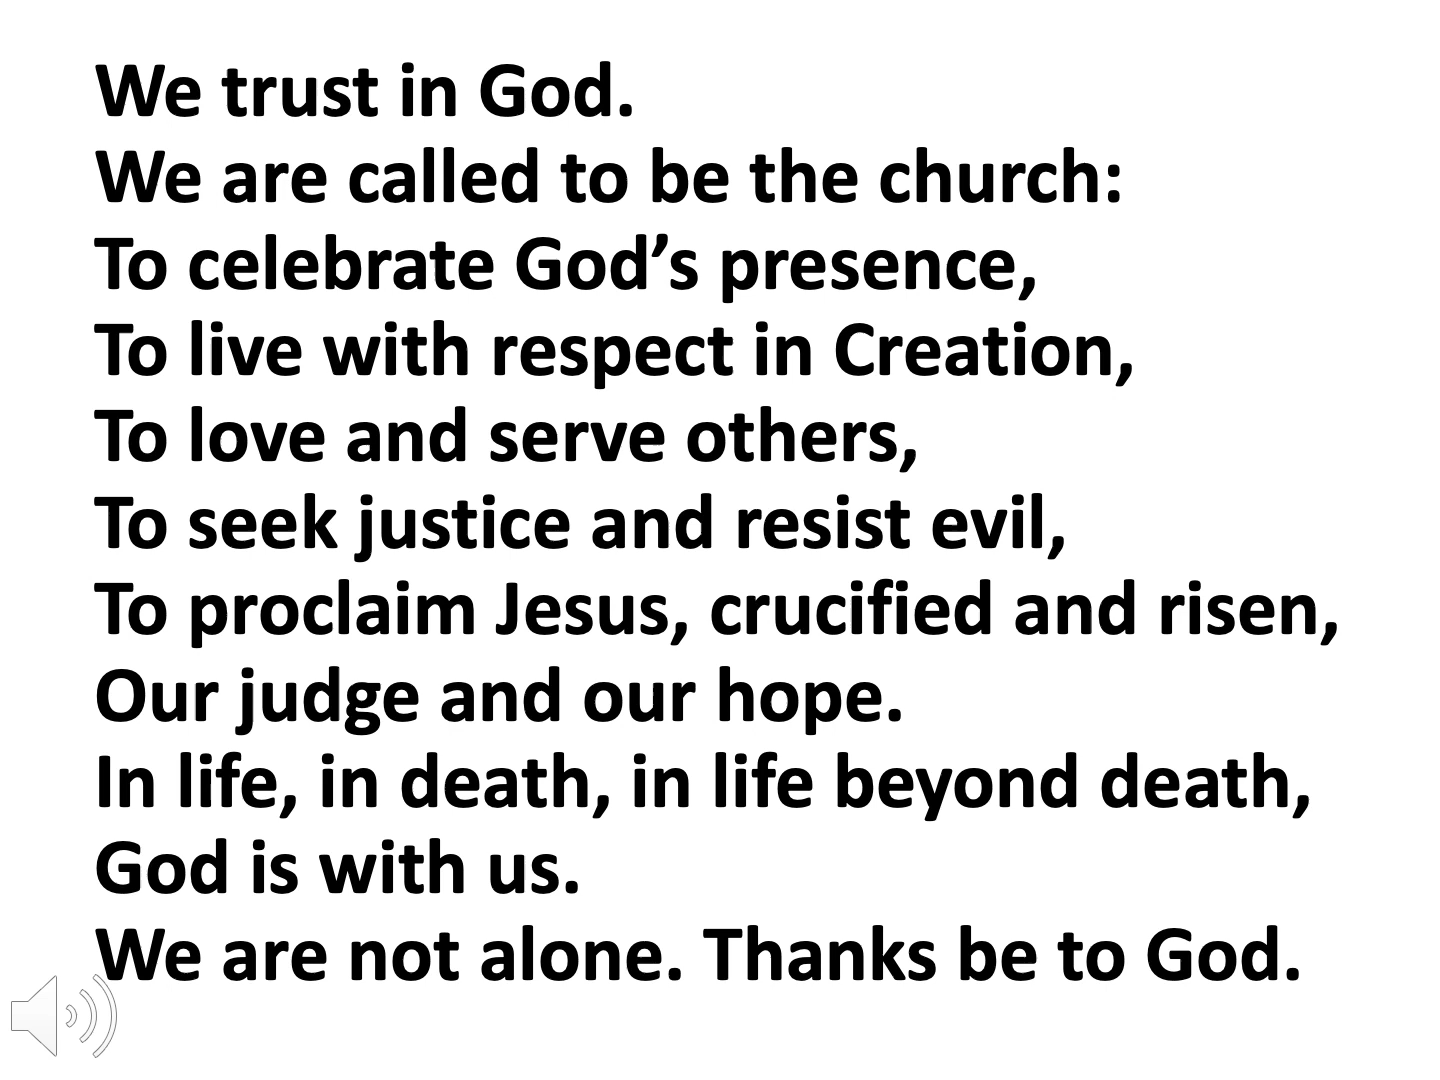 We trust in God.
We are called to be the church:
To celebrate God’s presence,
To live with respect in Creation,
To love and serve others,
To seek justice and resist evil,
To proclaim Jesus, crucified and risen,
Our judge and our hope.
In life, in death, in life beyond death,
God is with us.
We are not alone. Thanks be to God.